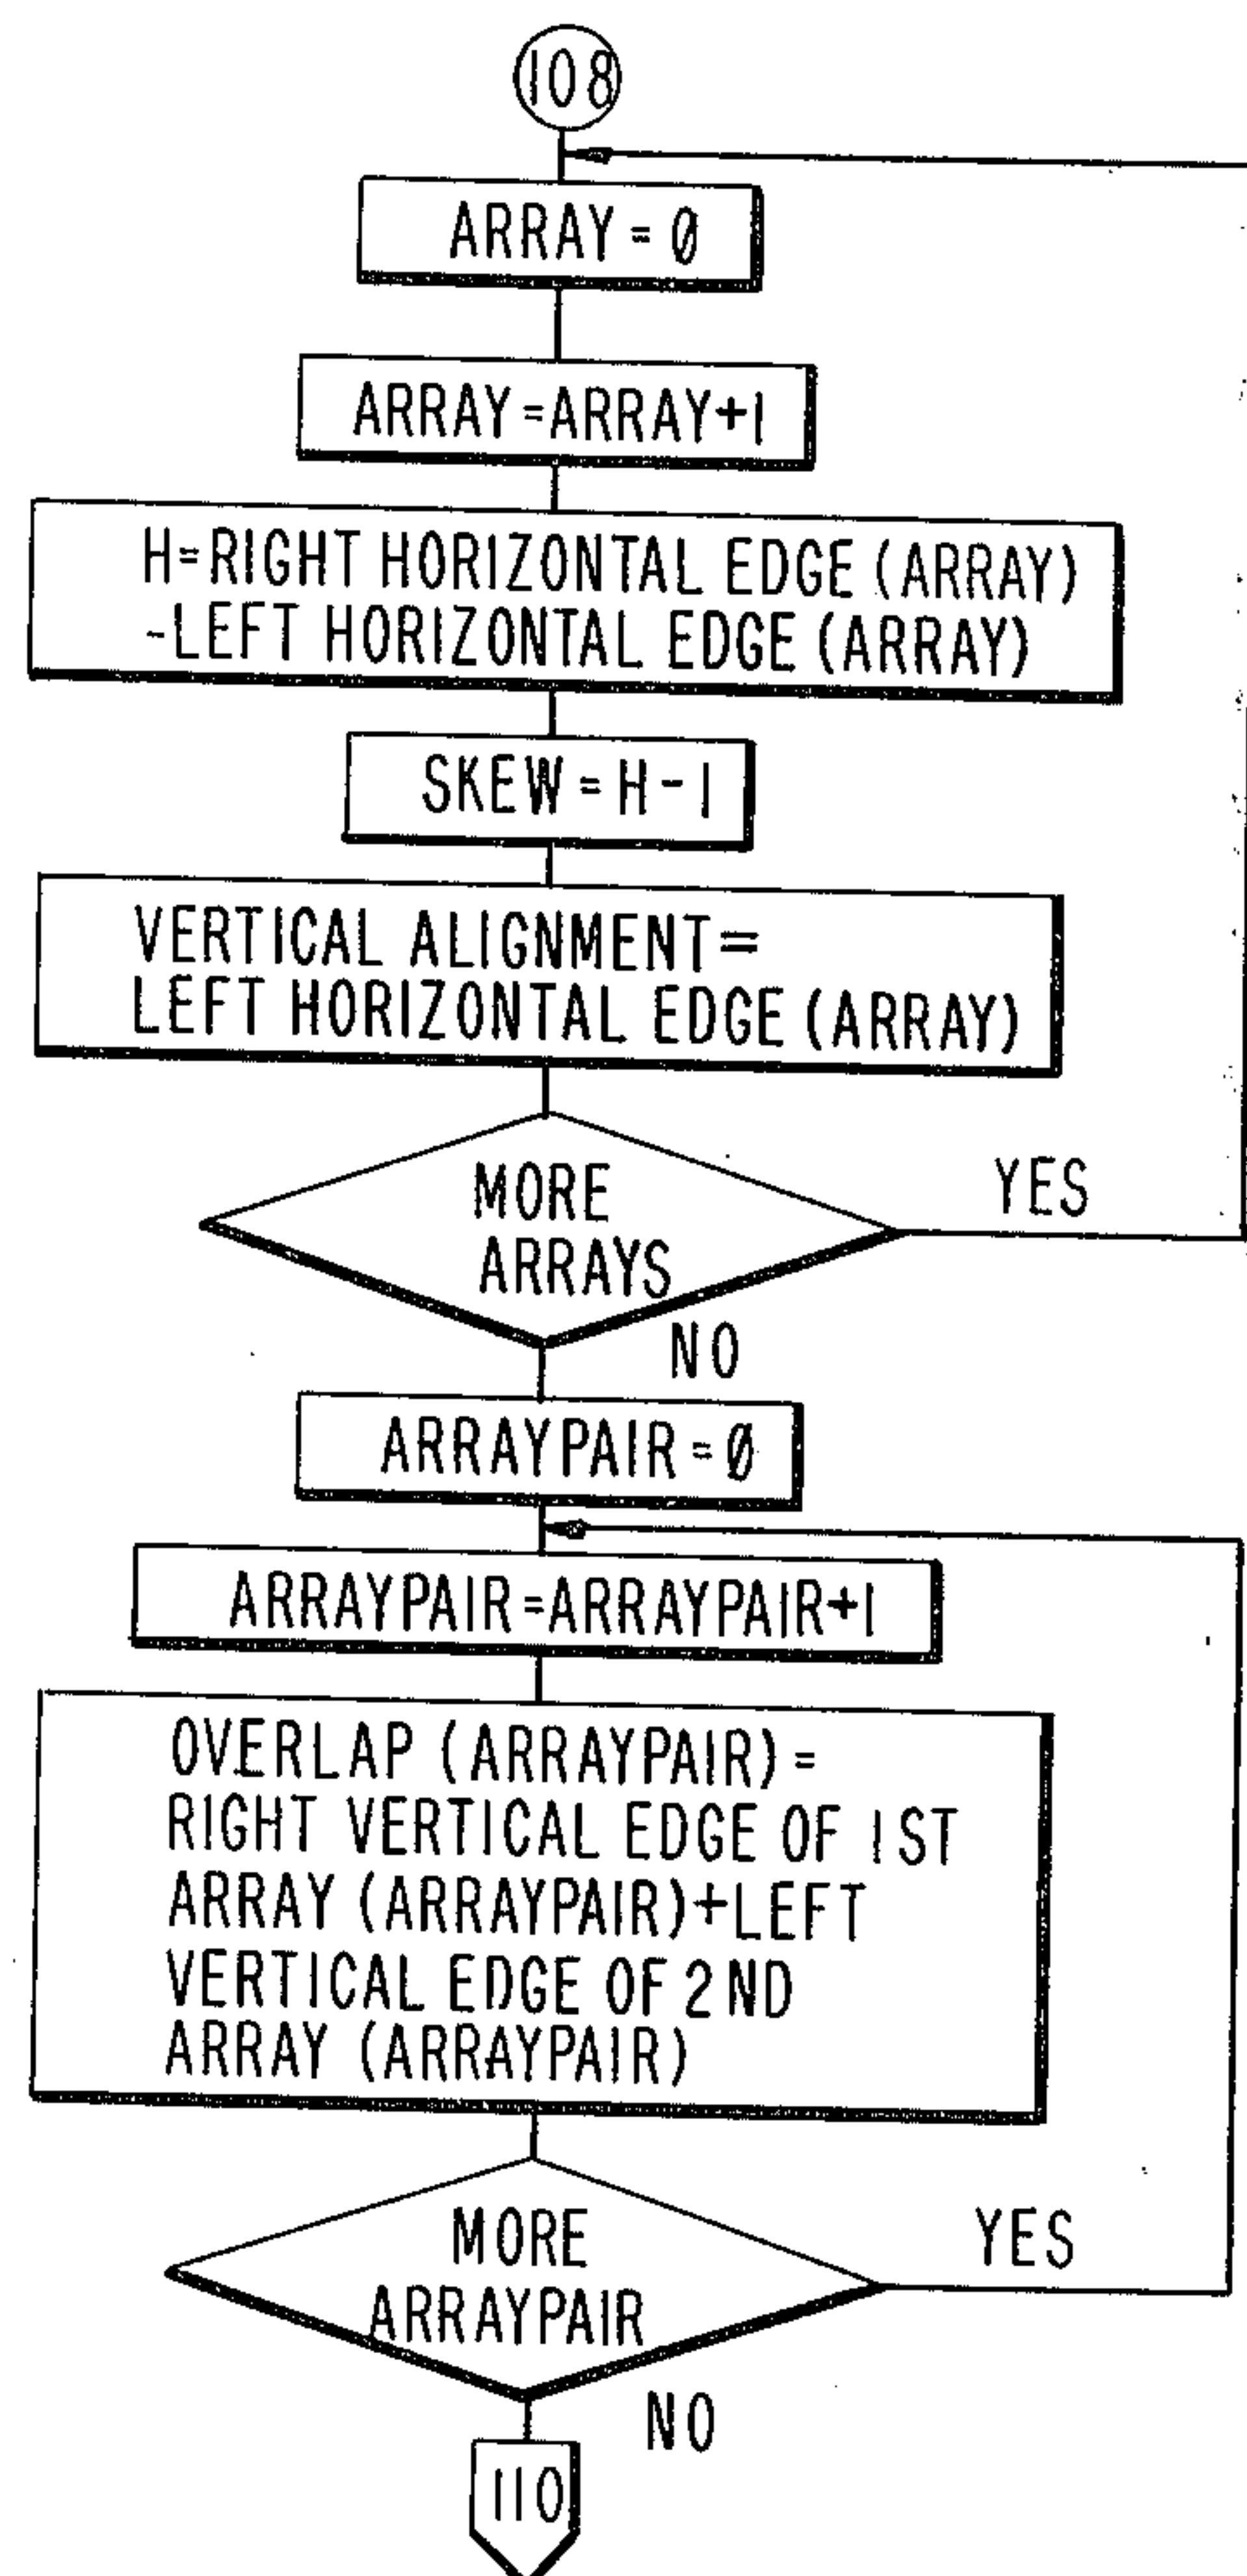 108
ARRAY = 0
ARRAY = ARRAY+1
H=RIGHT HORIZONTAL EDGE (ARRAY)
-LEFT HORIZONTAL EDGE (ARRAY)
SKEW = H-1
VERTICAL ALIGNMENT =
LEFT HORIZONTAL EDGE (ARRAY)
MORE
ARRAYS
YES
NO
ARRAYPAIR = 0
ARRAYPAIR=ARRAYPAIR+1
OVERLAP (ARRAYPAIR) =
RIGHT VERTICAL EDGE OF 1ST
ARRAY (ARRAYPAIR)+LEFT
VERTICAL EDGE OF 2ND
ARRAY (ARRAYPAIR)
MORE
ARRAYPAIR
YES
NO
110